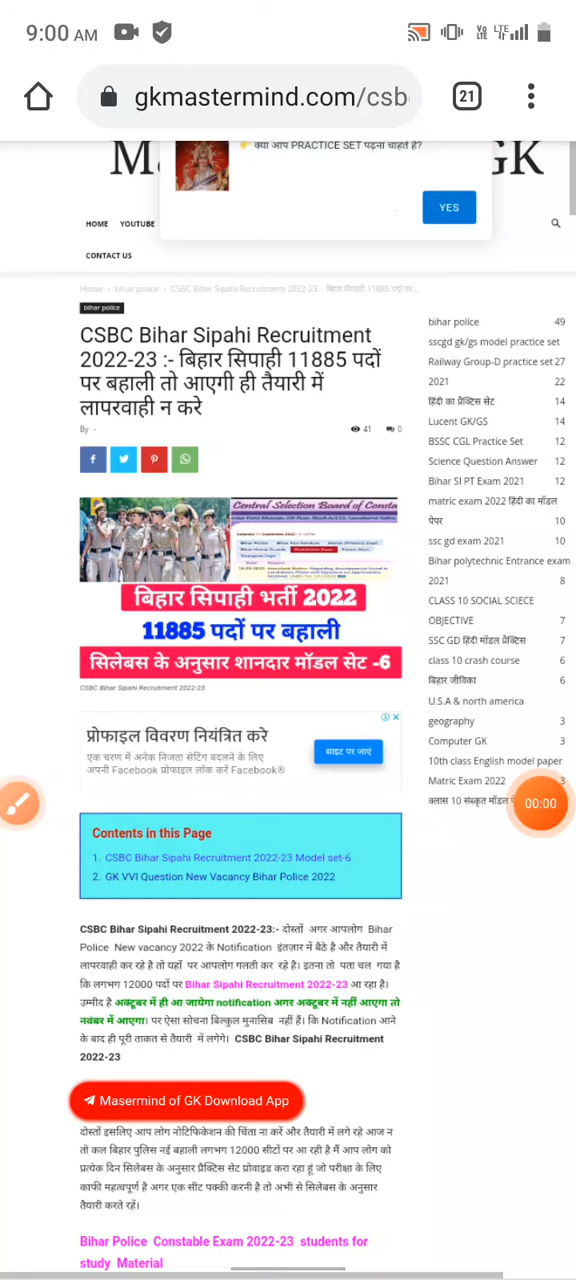 9:00 AM
Vo LTE LTE
gkmastermind.com/csb
21
👉 क्या आप PRACTICE SET पढ़ना चाहते है?
GK
YES
HOME YOUTUBE
CONTACT US
Home › bihar police › CSBC Bihar Sipahi Recruitment 2022-23 :- बिहार सिपाही 11885 पदों पर...
bihar police
CSBC Bihar Sipahi Recruitment
2022-23 :- बिहार सिपाही 11885 पदों
पर बहाली तो आएगी ही तैयारी में
लापरवाही न करे
By -
41 0
Central Selection Board of Consta
बिहार सिपाही भर्ती 2022
11885 पदों पर बहाली
सिलेबस के अनुसार शानदार मॉडल सेट -6
CSBC Bihar Sipahi Recruitment 2022-23
प्रोफाइल विवरण नियंत्रित करे
एक चरण में अनेक निजता सेटिंग बदलने के लिए
अपनी Facebook प्रोफाइल लॉक करें Facebook®
साइट पर जाएं
Contents in this Page
1. CSBC Bihar Sipahi Recruitment 2022-23 Model set-6
2. GK VVI Question New Vacancy Bihar Police 2022
CSBC Bihar Sipahi Recruitment 2022-23:- दोस्तों अगर आपलोग Bihar
Police New vacancy 2022 के Notification इंतज़ार में बैठे है और तैयारी में
लापरवाही कर रहे है तो यहाँ पर आपलोग गलती कर रहे है। इतना तो पता चल गया है
कि लगभग 12000 पदों पर Bihar Sipahi Recruitment 2022-23 आ रहा है।
उम्मीद है अक्टूबर में ही आ जायेगा notification अगर अक्टूबर में नहीं आएगा तो
नवंबर में आएगा। पर ऐसा सोचना बिल्कुल मुनासिब नहीं हैं। कि Notification आने
के बाद ही पूरी ताकत से तैयारी में लगेगे। CSBC Bihar Sipahi Recruitment
2022-23
Masermind of GK Download App
दोस्तों इसलिए आप लोग नोटिफिकेशन की चिंता ना करें और तैयारी में लगे रहे आज न
तो कल बिहार पुलिस नई बहाली लगभग 12000 सीटों पर आ रही है मैं आप लोग को
प्रत्येक दिन सिलेबस के अनुसार प्रैक्टिस सेट प्रोवाइड करा रहा हूं जो परीक्षा के लिए
काफी महत्वपूर्ण है अगर एक सीट पक्की करनी है तो अभी से सिलेबस के अनुसार
तैयारी करते रहें।
Bihar Police Constable Exam 2022-23 students for
study Material
bihar police 49
sscgd gk/gs model practice set
Railway Group-D practice set 27
2021 22
हिंदी का प्रैक्टिस सेट 14
Lucent GK/GS 14
BSSC CGL Practice Set 12
Science Question Answer 12
Bihar SI PT Exam 2021 12
matric exam 2022 हिंदी का मॉडल
पेपर 10
ssc gd exam 2021 10
Bihar polytechnic Entrance exam
2021 8
CLASS 10 SOCIAL SCIECE
OBJECTIVE 7
SSC GD हिंदी मॉडल प्रैक्टिस 7
class 10 crash course 6
बिहार जीविका 6
U.S.A & north america
geography 3
Computer GK 3
10th class English model paper
Matric Exam 2022 3
क्लास 10 संस्कृत मॉडल
00:00